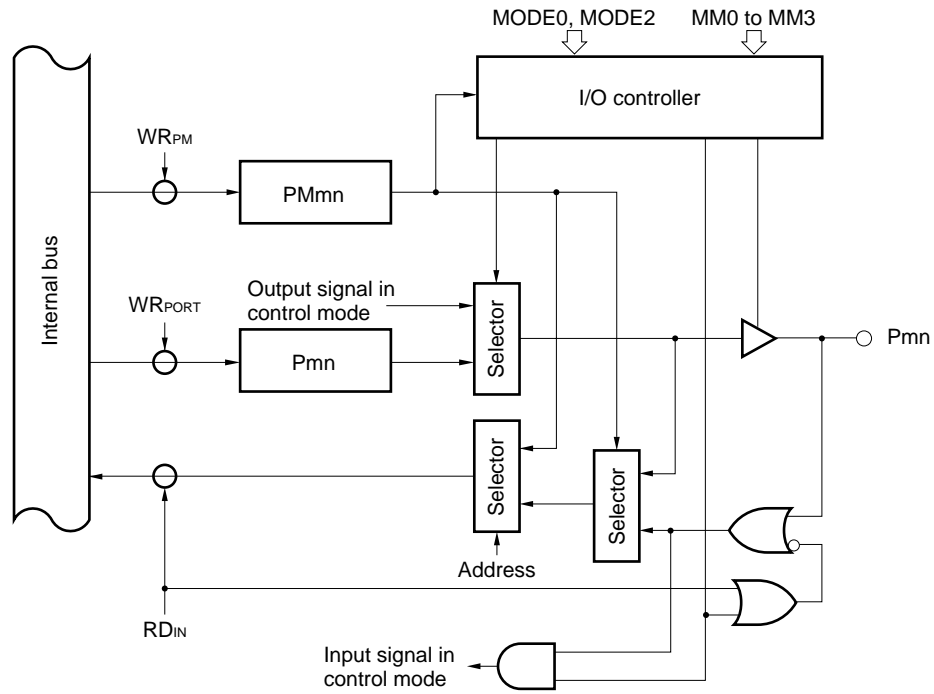 MODE0, MODE2
MM0 to MM3
I/O controller
WRPM
PMmn
Internal bus
Output signal in
control mode
WRPORT
Pmn
Selector
Pmn
Selector
Selector
Address
RDIN
Input signal in
control mode